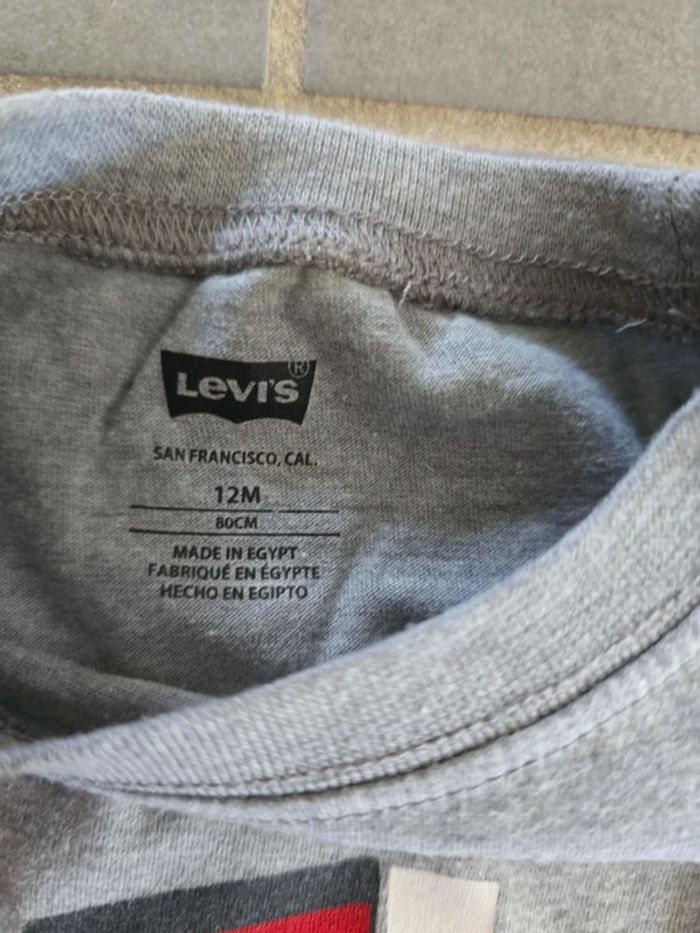 Levi's ®
SAN FRANCISCO, CAL.
12M
80CM
MADE IN EGYPT
FABRIQUÉ EN ÉGYPTE
HECHO EN EGIPTO